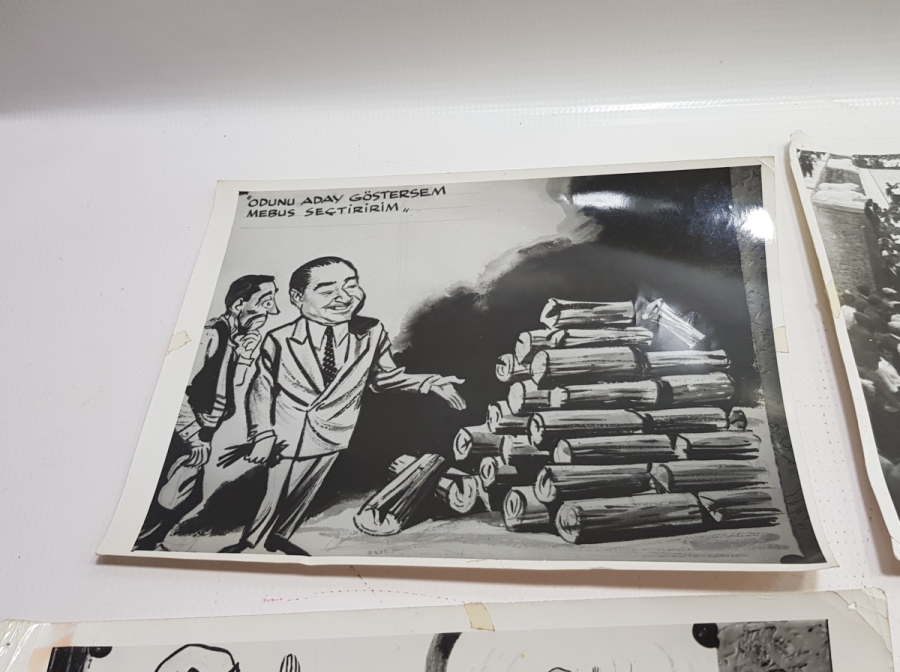 "ODUNU ADAY GÖSTERSEM
MEBUS SEÇTİRİRİM„